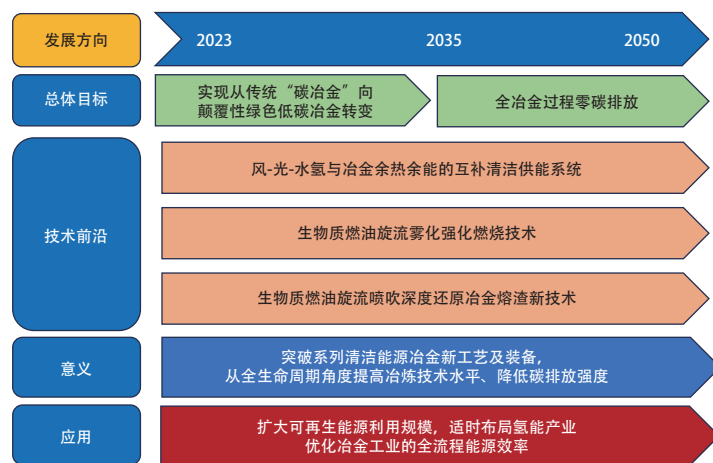 发展方向
2023
2035
2050
总体目标
实现从传统“碳冶金”向
颠覆性绿色低碳冶金转变
全冶金过程零碳排放
技术前沿
风-光-水氢与冶金余热余能的互补清洁供能系统
生物质燃油旋流雾化强化燃烧技术
生物质燃油旋流喷吹深度还原冶金熔渣新技术
意义
突破系列清洁能源冶金新工艺及装备,
从全生命周期角度提高冶炼技术水平、降低碳排放强度
应用
扩大可再生能源利用规模，适时布局氢能产业
优化冶金工业的全流程能源效率